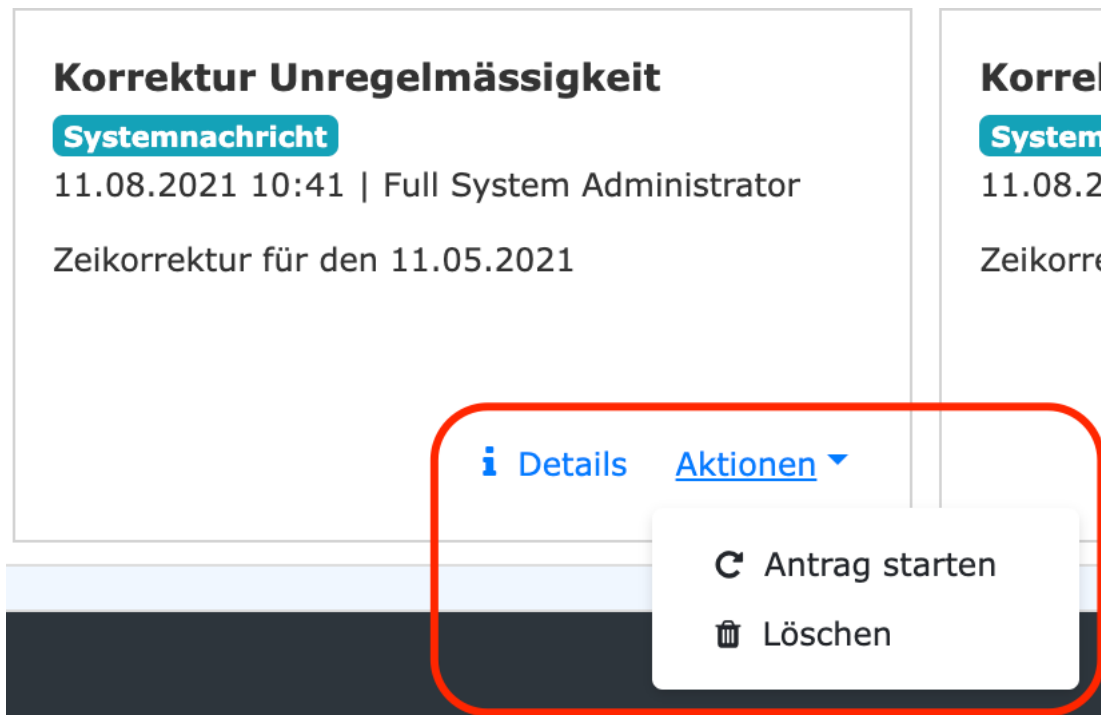 Korrektur Unregelmässigkeit
Systemnachricht
11.08.2021 10:41 | Full System Administrator
Zeikorrektur für den 11.05.2021
Details Aktionen
Antrag starten
Löschen